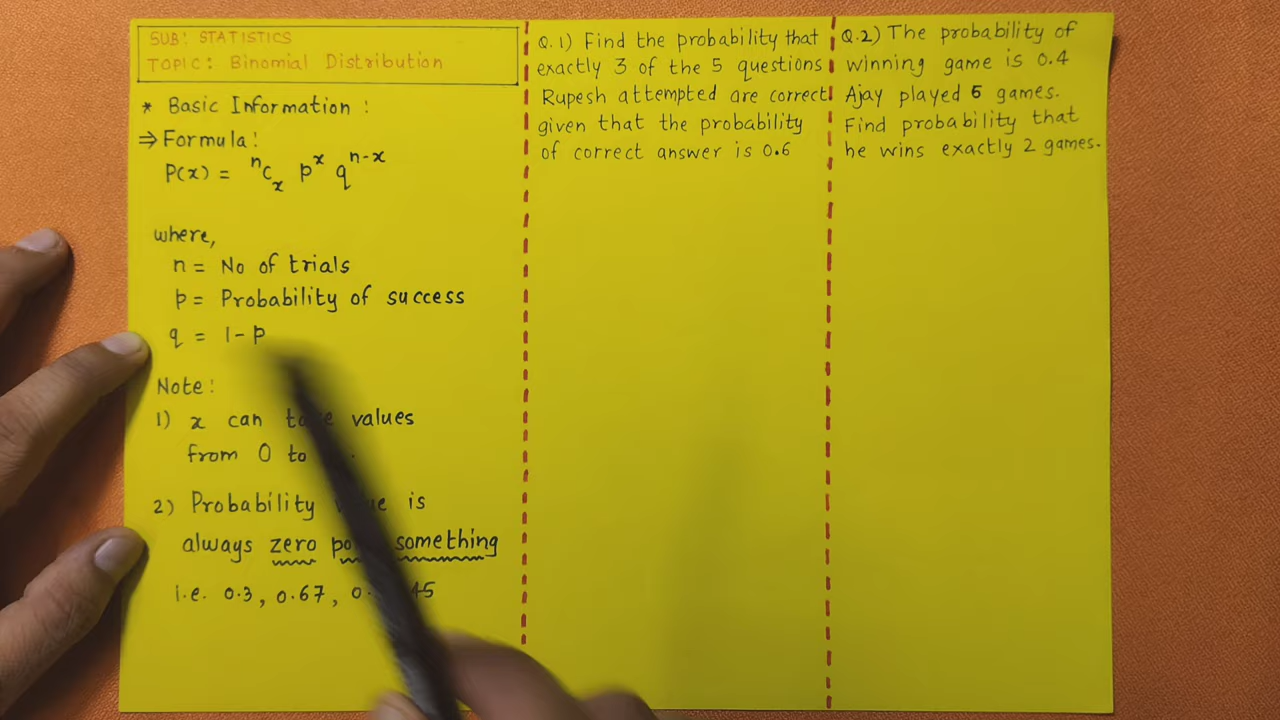 SUB: STATISTICS
TOPIC: Binomial Distribution
* Basic Information :
⇒ Formula:
P(x) = ⁿCₓ pˣ qⁿ⁻ˣ
where,
n = No of trials
p = Probability of success
q = 1-p
Note:
1) x can values
from 0 to
2) Probability is
always zero something
i.e. 0.3, 0.67,
Q.1) Find the probability that
exactly 3 of the 5 questions
Rupesh attempted are correct
given that the probability
of correct answer is 0.6
Q.2) The probability of
winning game is 0.4
Ajay played 5 games.
Find probability that
he wins exactly 2 games.